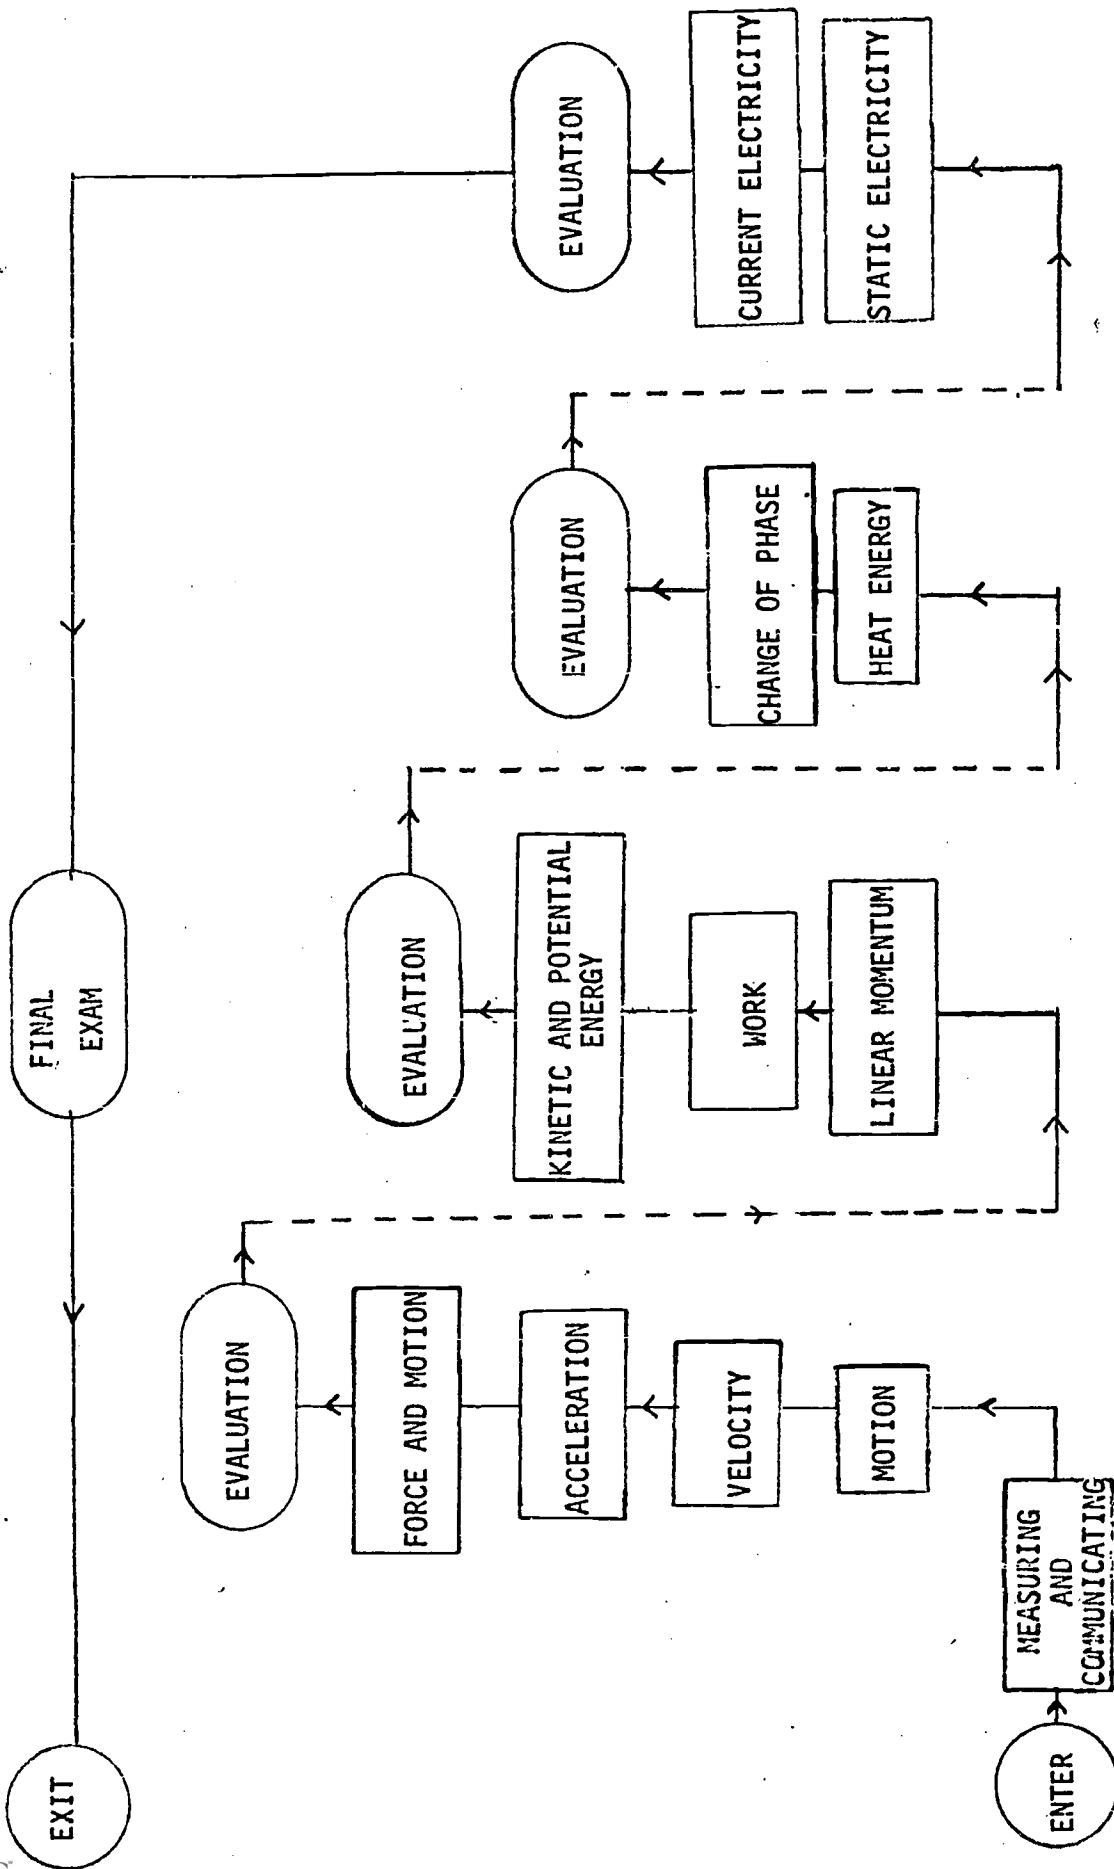 EXIT
FINAL
EXAM
EVALUATION
FORCE AND MOTION
ACCELERATION
VELOCITY
MOTION
ENTER
MEASURING
AND
COMMUNICATING
EVALUATION
KINETIC AND POTENTIAL
ENERGY
WORK
LINEAR MOMENTUM
EVALUATION
CHANGE OF PHASE
HEAT ENERGY
EVALUATION
CURRENT ELECTRICITY
STATIC ELECTRICITY